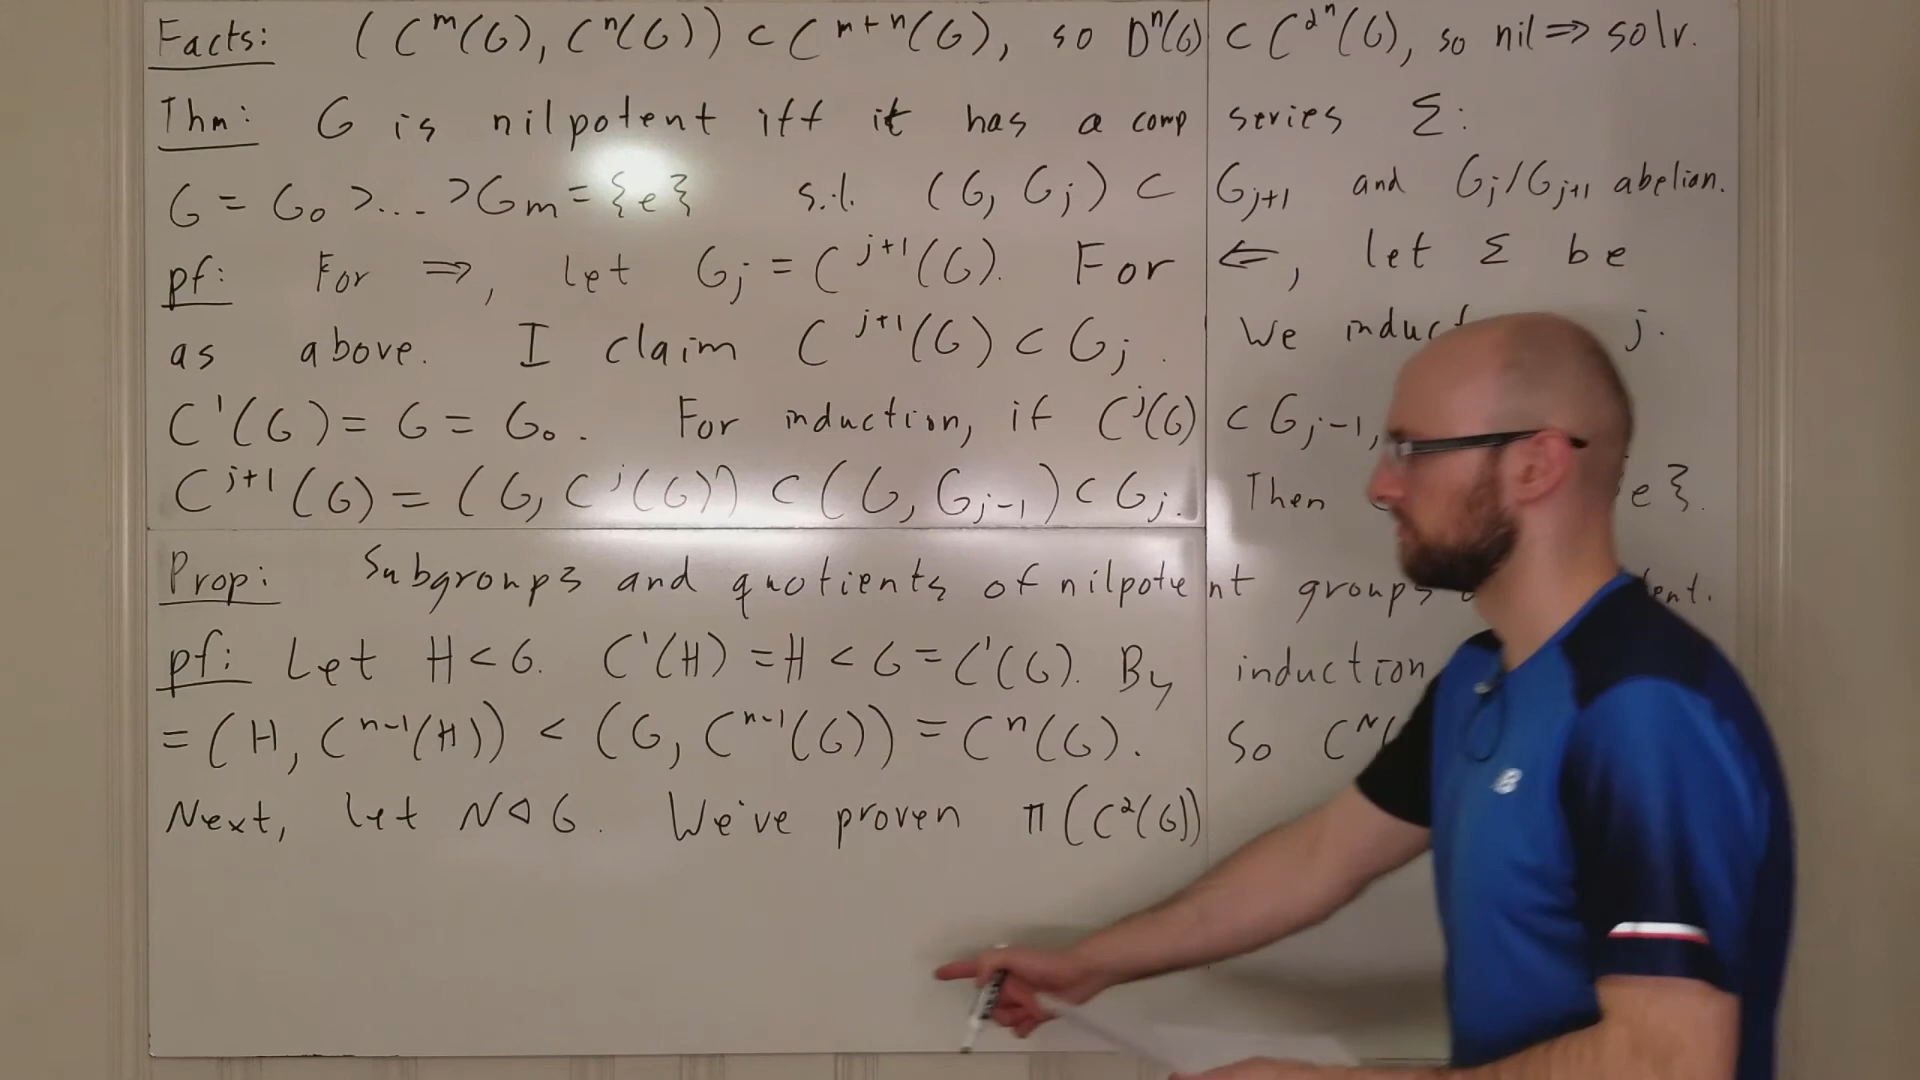 Facts: (C^m(G), C^n(G)) ⊂ C^{m+n}(G), so D^n(G) ⊂ C^{2^n}(G), so nil ⇒ solv.
Thm: G is nilpotent iff it has a comp series Σ:
G = G_0 > ... > G_m = {e} s.t. (G, G_j) ⊂ G_{j+1} and G_j/G_{j+1} abelian.
pf: For ⇒, let G_j = C^{j+1}(G). For ⇐, let Σ be
as above. I claim C^{j+1}(G) ⊂ G_j. We induc j.
C^1(G) = G = G_0. For induction, if C^j(G) ⊂ G_{j-1},
C^{j+1}(G) = (G, C^j(G)) ⊂ (G, G_{j-1}) ⊂ G_j. Then e}.
Prop: Subgroups and quotients of nilpotent groups ent.
pf: Let H < G. C^1(H) = H < G = C^1(G). By induction
= (H, C^{n-1}(H)) < (G, C^{n-1}(G)) = C^n(G). So C^N(
Next, let N ◁ G. We've proven π(C^2(G))